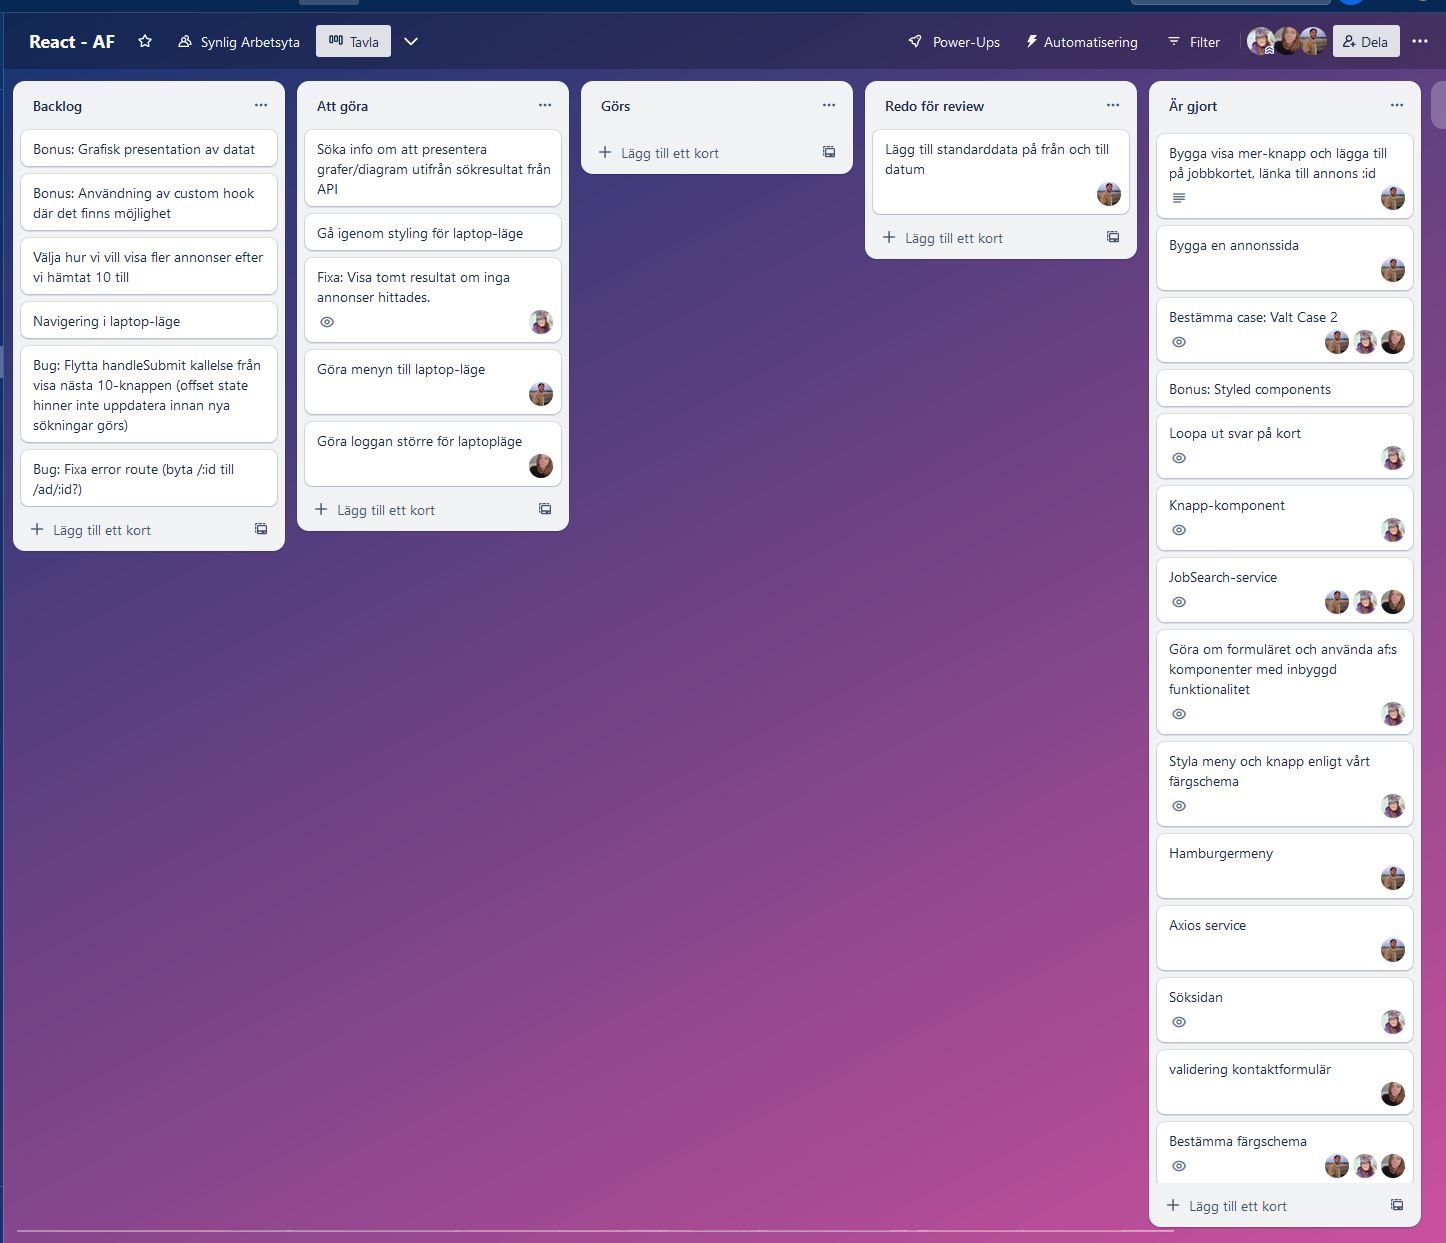 React - AF
Synlig Arbetsyta
Tavla
Power-Ups
Automatisering
Filter
Dela
Backlog
Bonus: Grafisk presentation av datat
Bonus: Användning av custom hook
där det finns möjlighet
Välja hur vi vill visa fler annonser efter
vi hämtat 10 till
Navigering i laptop-läge
Bug: Flytta handleSubmit kallelse från
visa nästa 10-knappen (offset state
hinner inte uppdatera innan nya
sökningar görs)
Bug: Fixa error route (byta /:id till
/ad/:id?)
Lägg till ett kort
Att göra
Söka info om att presentera
grafer/diagram utifrån sökresultat från
API
Gå igenom styling för laptop-läge
Fixa: Visa tomt resultat om inga
annonser hittades.
Göra menyn till laptop-läge
Göra loggan större för laptopläge
Lägg till ett kort
Görs
Lägg till ett kort
Redo för review
Lägg till standarddata på från och till
datum
Lägg till ett kort
Är gjort
Bygga visa mer-knapp och lägga till
på jobbkortet, länka till annons :id
Bygga en annonssida
Bestämma case: Valt Case 2
Bonus: Styled components
Loopa ut svar på kort
Knapp-komponent
JobSearch-service
Göra om formuläret och använda af:s
komponenter med inbyggd
funktionalitet
Styla meny och knapp enligt vårt
färgschema
Hamburgermeny
Axios service
Söksidan
validering kontaktformulär
Bestämma färgschema
Lägg till ett kort